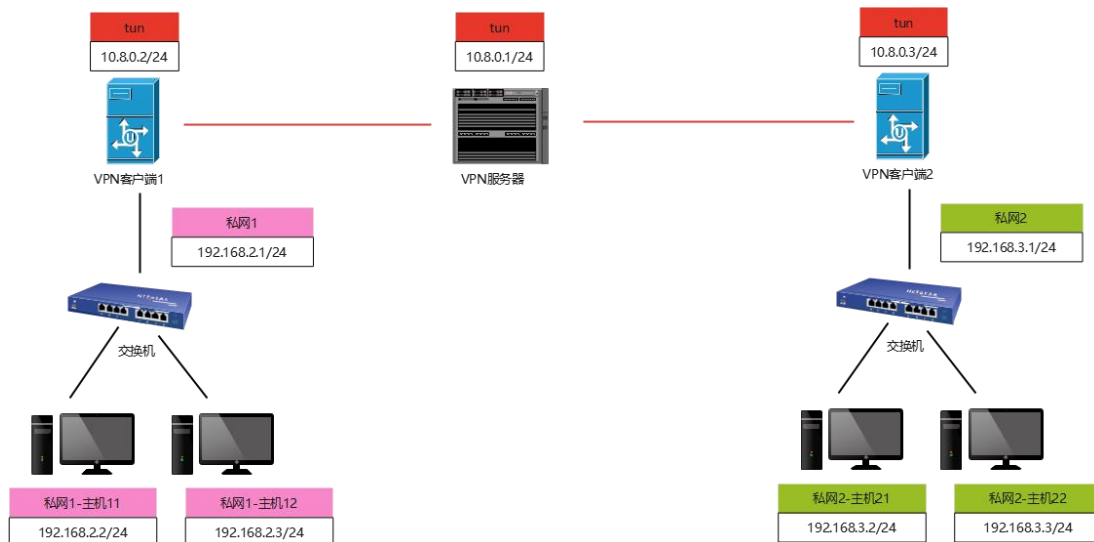 tun
10.8.0.2/24
tun
10.8.0.1/24
tun
10.8.0.3/24
VPN客户端1
VPN服务器
VPN客户端2
私网1
192.168.2.1/24
私网2
192.168.3.1/24
交换机
交换机
私网1-主机11
192.168.2.2/24
私网1-主机12
192.168.2.3/24
私网2-主机21
192.168.3.2/24
私网2-主机22
192.168.3.3/24